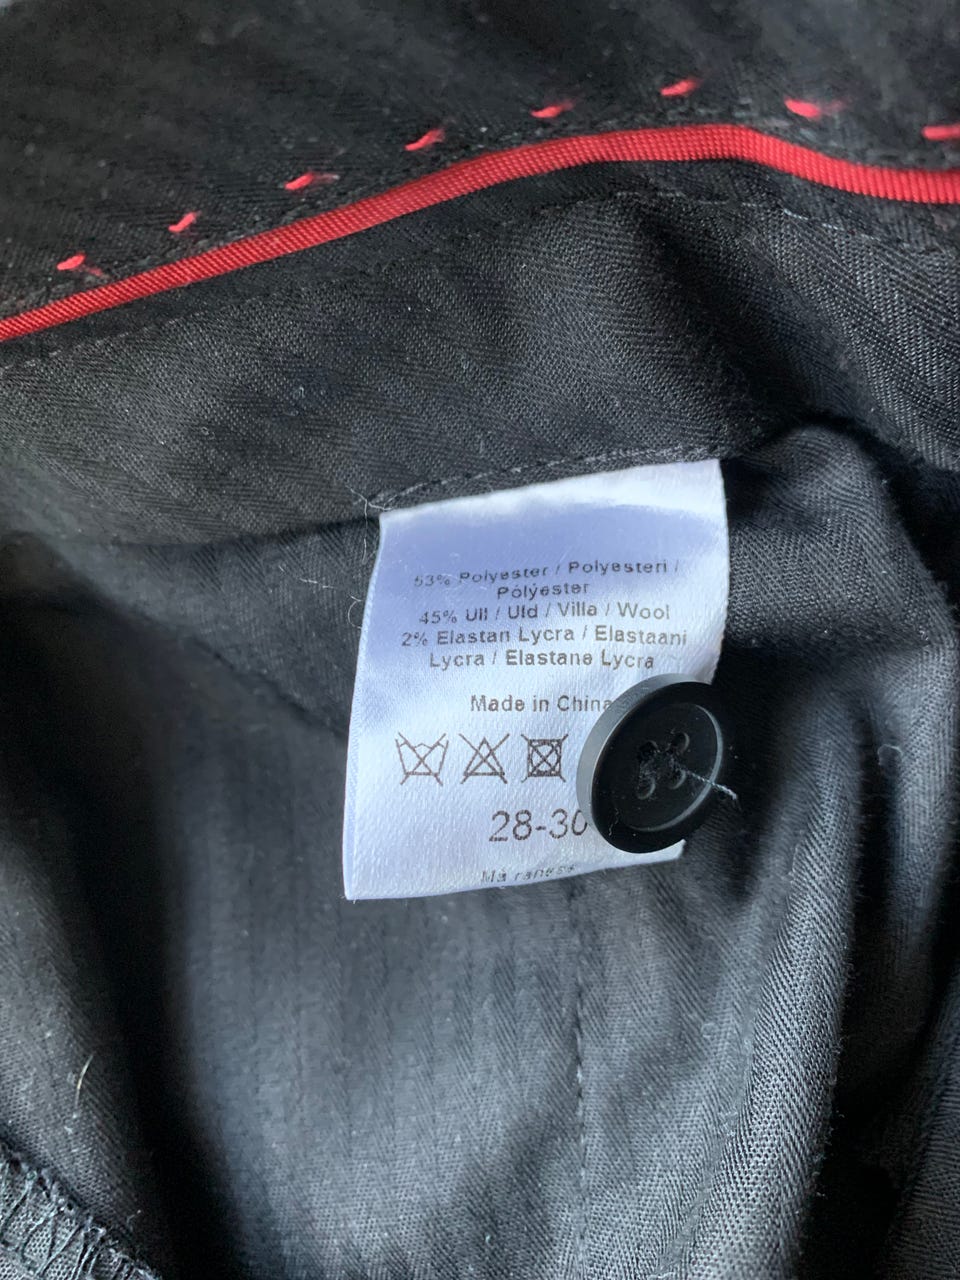 53% Polyester / Polyesteri /
Pólýester
45% Ull / Uld / Villa / Wool
2% Elastan Lycra / Elastaani
Lycra / Elastane Lycra
Made in China
28-30